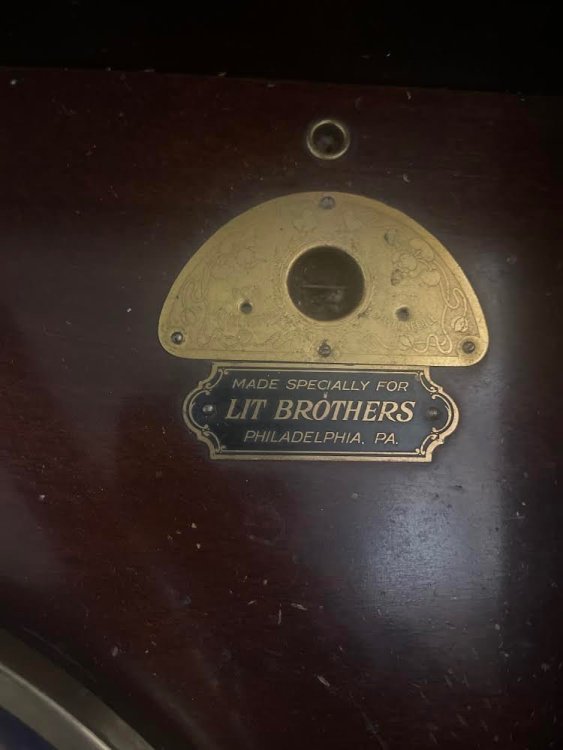 MADE SPECIALLY FOR
LIT BROTHERS
PHILADELPHIA, PA.